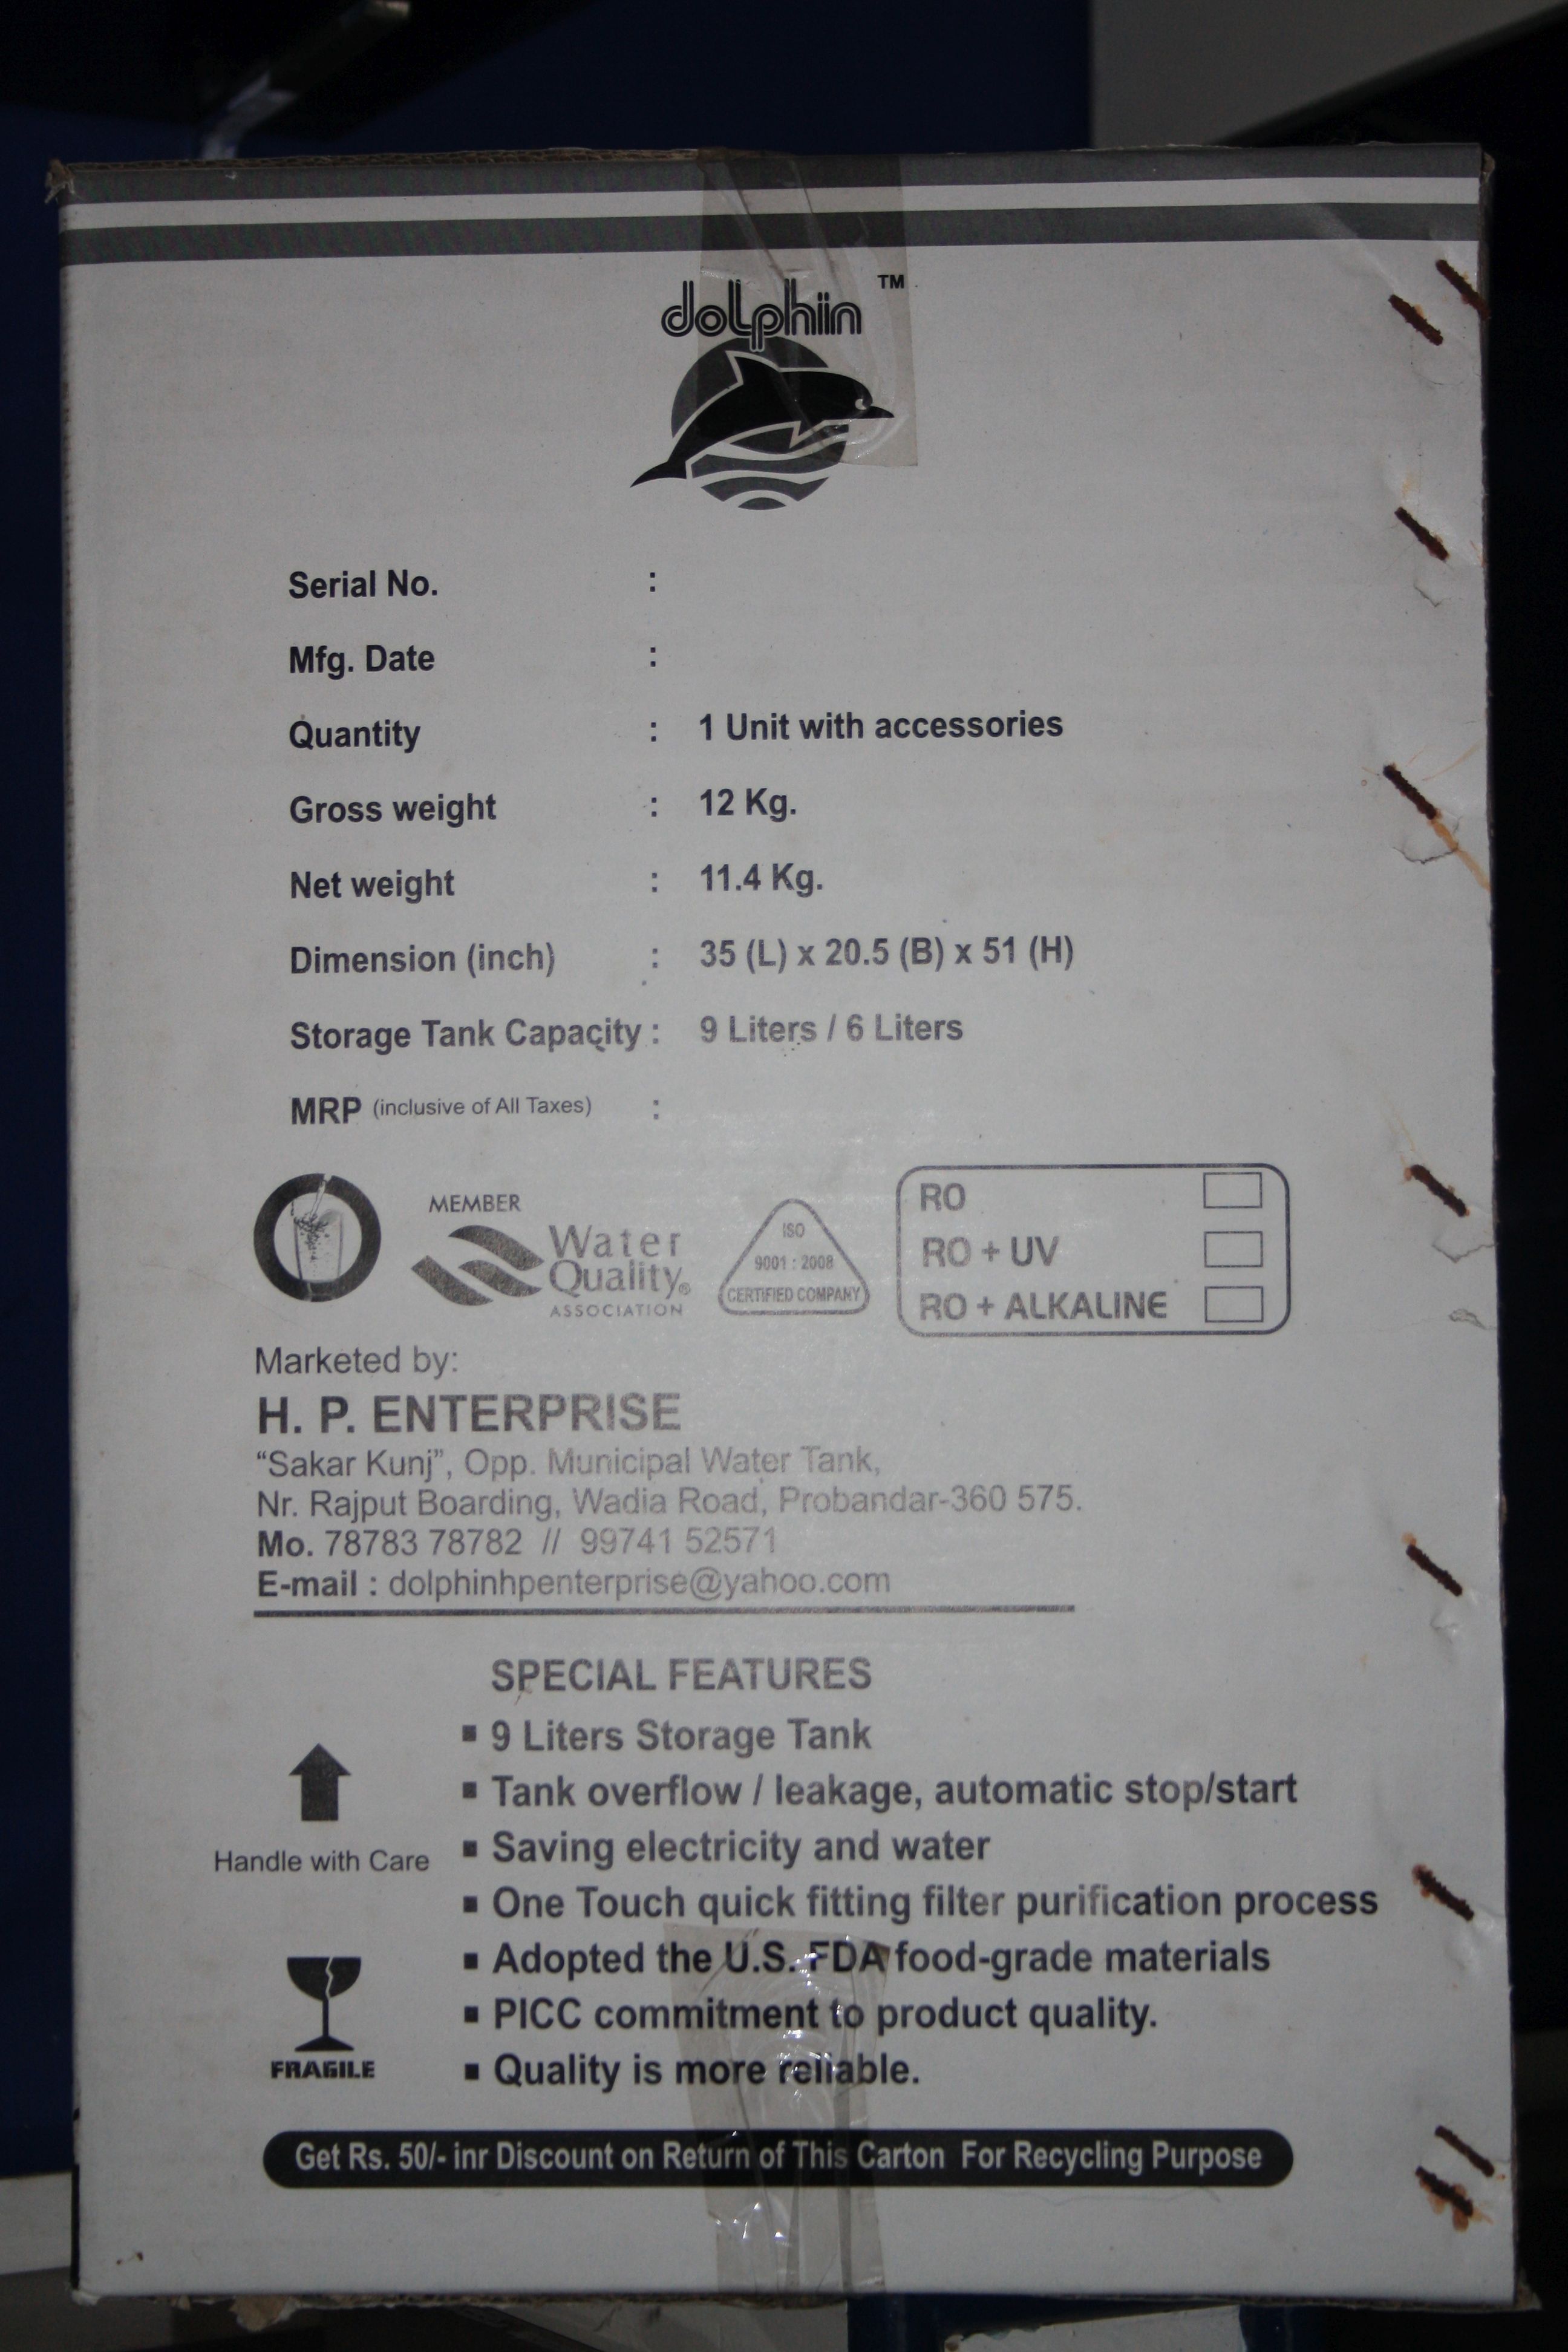 dolphin ™
Serial No. :
Mfg. Date :
Quantity : 1 Unit with accessories
Gross weight : 12 Kg.
Net weight : 11.4 Kg.
Dimension (inch) : 35 (L) x 20.5 (B) x 51 (H)
Storage Tank Capacity : 9 Liters / 6 Liters
MRP (inclusive of All Taxes) :
MEMBER
Water
Quality®
ASSOCIATION
ISO
9001 : 2008
CERTIFIED COMPANY
RO
RO + UV
RO + ALKALINE
Marketed by:
H. P. ENTERPRISE
“Sakar Kunj”, Opp. Municipal Water Tank,
Nr. Rajput Boarding, Wadia Road, Probandar-360 575.
Mo. 78783 78782 // 99741 52571
E-mail : dolphinhpenterprise@yahoo.com
SPECIAL FEATURES
▪ 9 Liters Storage Tank
▪ Tank overflow / leakage, automatic stop/start
▪ Saving electricity and water
▪ One Touch quick fitting filter purification process
▪ Adopted the U.S. FDA food-grade materials
▪ PICC commitment to product quality.
▪ Quality is more reliable.
Handle with Care
FRAGILE
Get Rs. 50/- inr Discount on Return of This Carton For Recycling Purpose